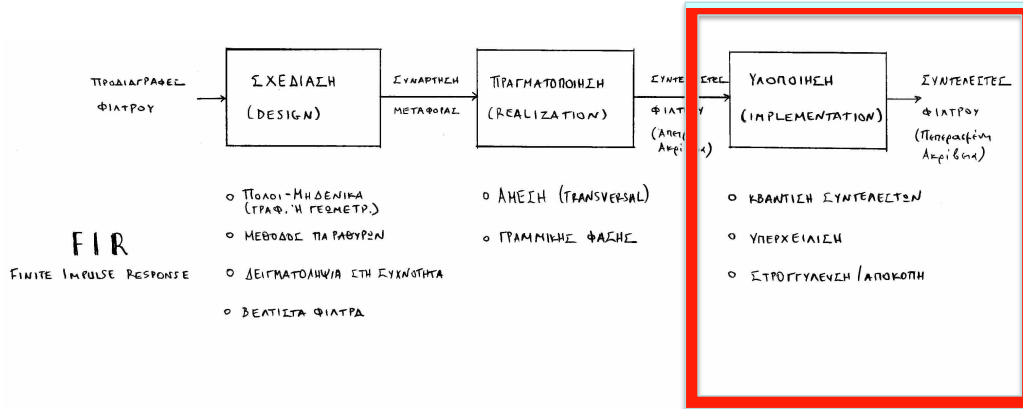 ΠΡΟΔΙΑΓΡΑΦΕΣ
ΦΙΛΤΡΟΥ
ΣΧΕΔΙΑΣΗ
(DESIGN)
ΣΥΝΑΡΤΗΣΗ
ΜΕΤΑΦΟΡΑΣ
ΠΡΑΓΜΑΤΟΠΟΙΗΣΗ
(REALIZATION)
ΣΥΝΤΕΛΕΣΤΕΣ
ΦΙΛΤΡΟΥ
ΥΛΟΠΟΙΗΣΗ
(IMPLEMENTATION)
ΣΥΝΤΕΛΕΣΤΕΣ
ΦΙΛΤΡΟΥ
(Πεπερασμένη
Ακρίβεια)
FIR
FINITE IMPULSE RESPONSE
ΠΟΛΟΙ-ΜΗΔΕΝΙΚΑ
(ΓΡΑΦ. Ή ΓΕΩΜΕΤΡ.)
ΜΕΘΟΔΟΣ ΠΑΡΑΘΥΡΩΝ
ΔΕΙΓΜΑΤΟΛΗΨΙΑ ΣΤΗ ΣΥΧΝΟΤΗΤΑ
ΒΕΛΤΙΣΤΑ ΦΙΛΤΡΑ
ΑΜΕΣΗ (TRANSVERSAL)
ΓΡΑΜΜΙΚΗΣ ΦΑΣΗΣ
ΚΒΑΝΤΙΣΗ ΣΥΝΤΕΛΕΣΤΩΝ
ΥΠΕΡΧΕΙΛΙΣΗ
ΣΤΡΟΓΓΥΛΕΥΣΗ/ΑΠΟΚΟΠΗ